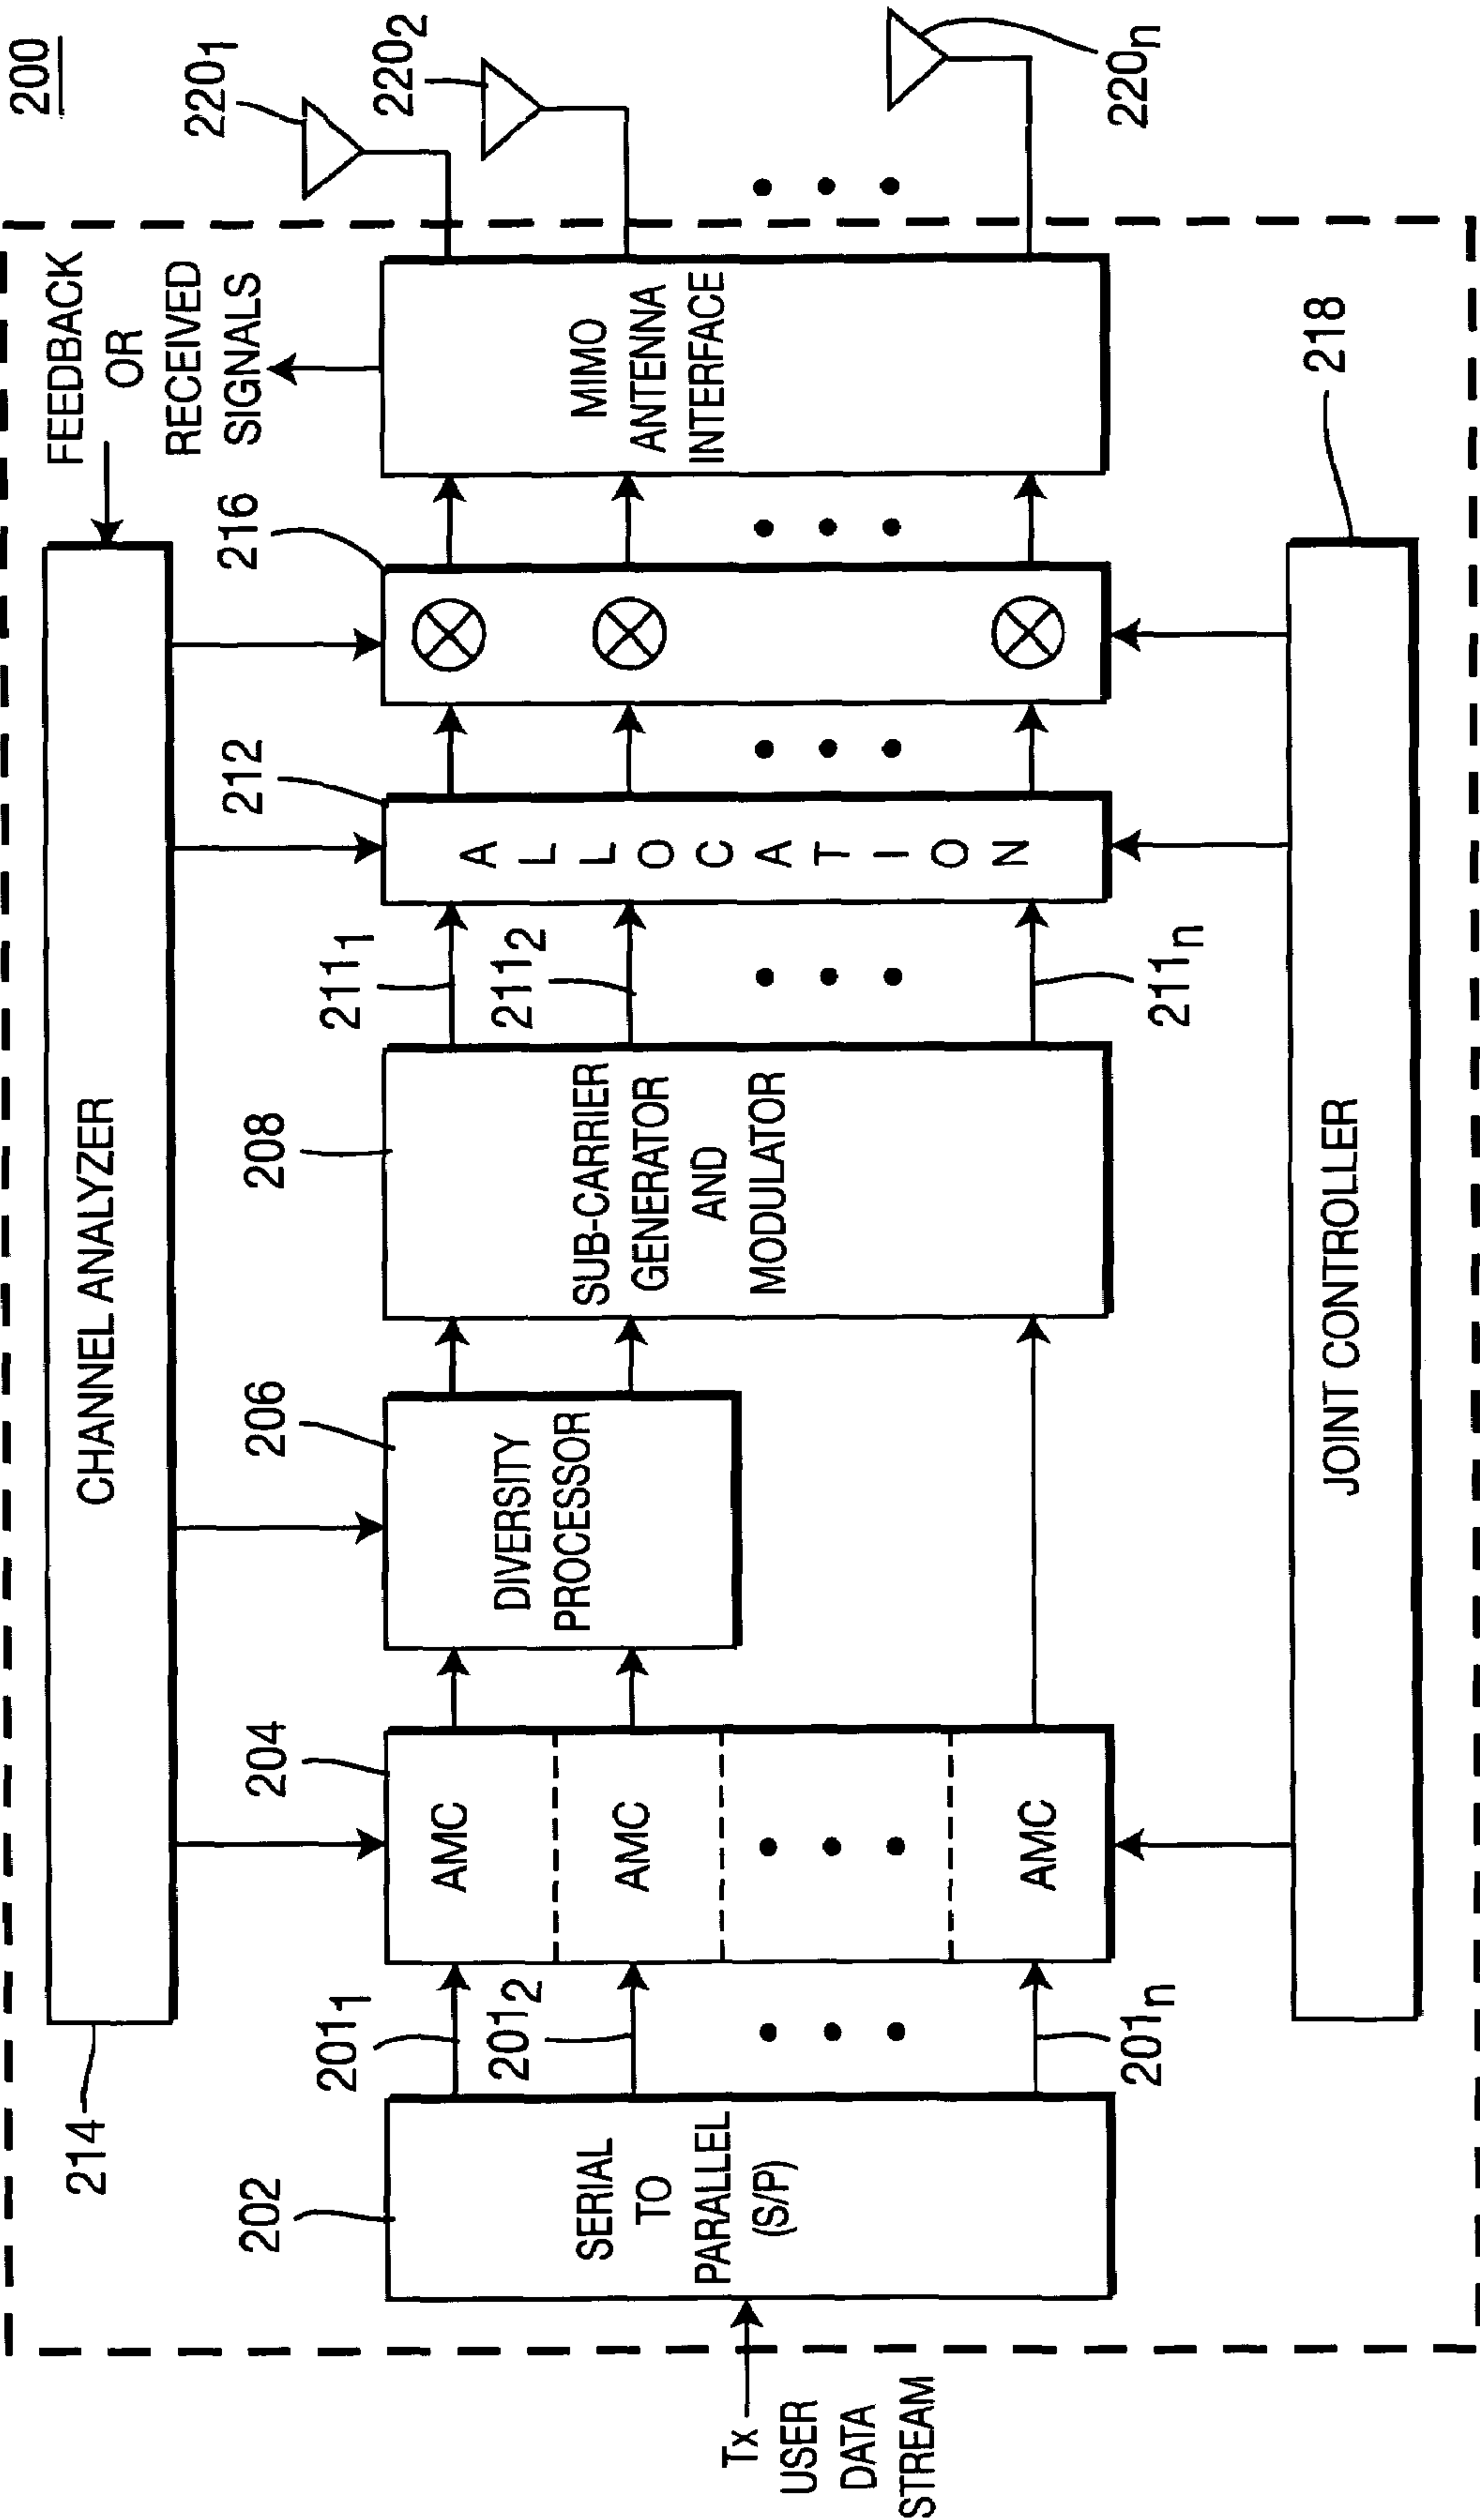 200
CHANNEL ANALYZER
214
FEEDBACK
OR
RECEIVED
SIGNALS
202
SERIAL
TO
PARALLEL
(S/P)
Tx
USER
DATA
STREAM
201₁
201₂
201ₙ
204
AMC
AMC
AMC
206
DIVERSITY
PROCESSOR
208
SUB-CARRIER
GENERATOR
AND
MODULATOR
211₁
211₂
211ₙ
212
ALLOCATION
216
MIMO
ANTENNA
INTERFACE
220₁
220₂
220ₙ
JOINT CONTROLLER
218